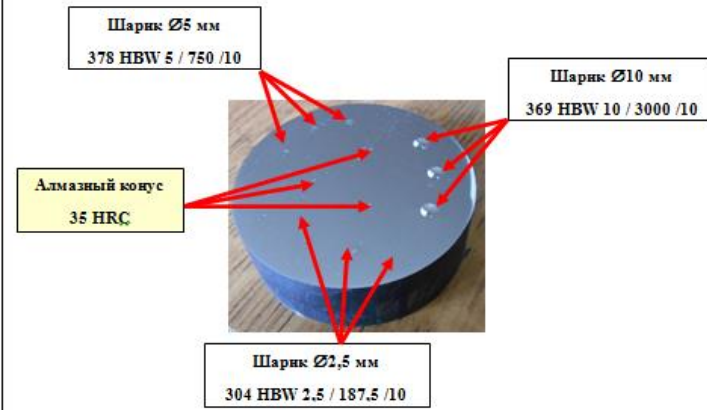 Шарик Ø5 мм
378 HBW 5 / 750 /10
Шарик Ø10 мм
369 HBW 10 / 3000 /10
Алмазный конус
35 HRC
Шарик Ø2,5 мм
304 HBW 2,5 / 187,5 /10